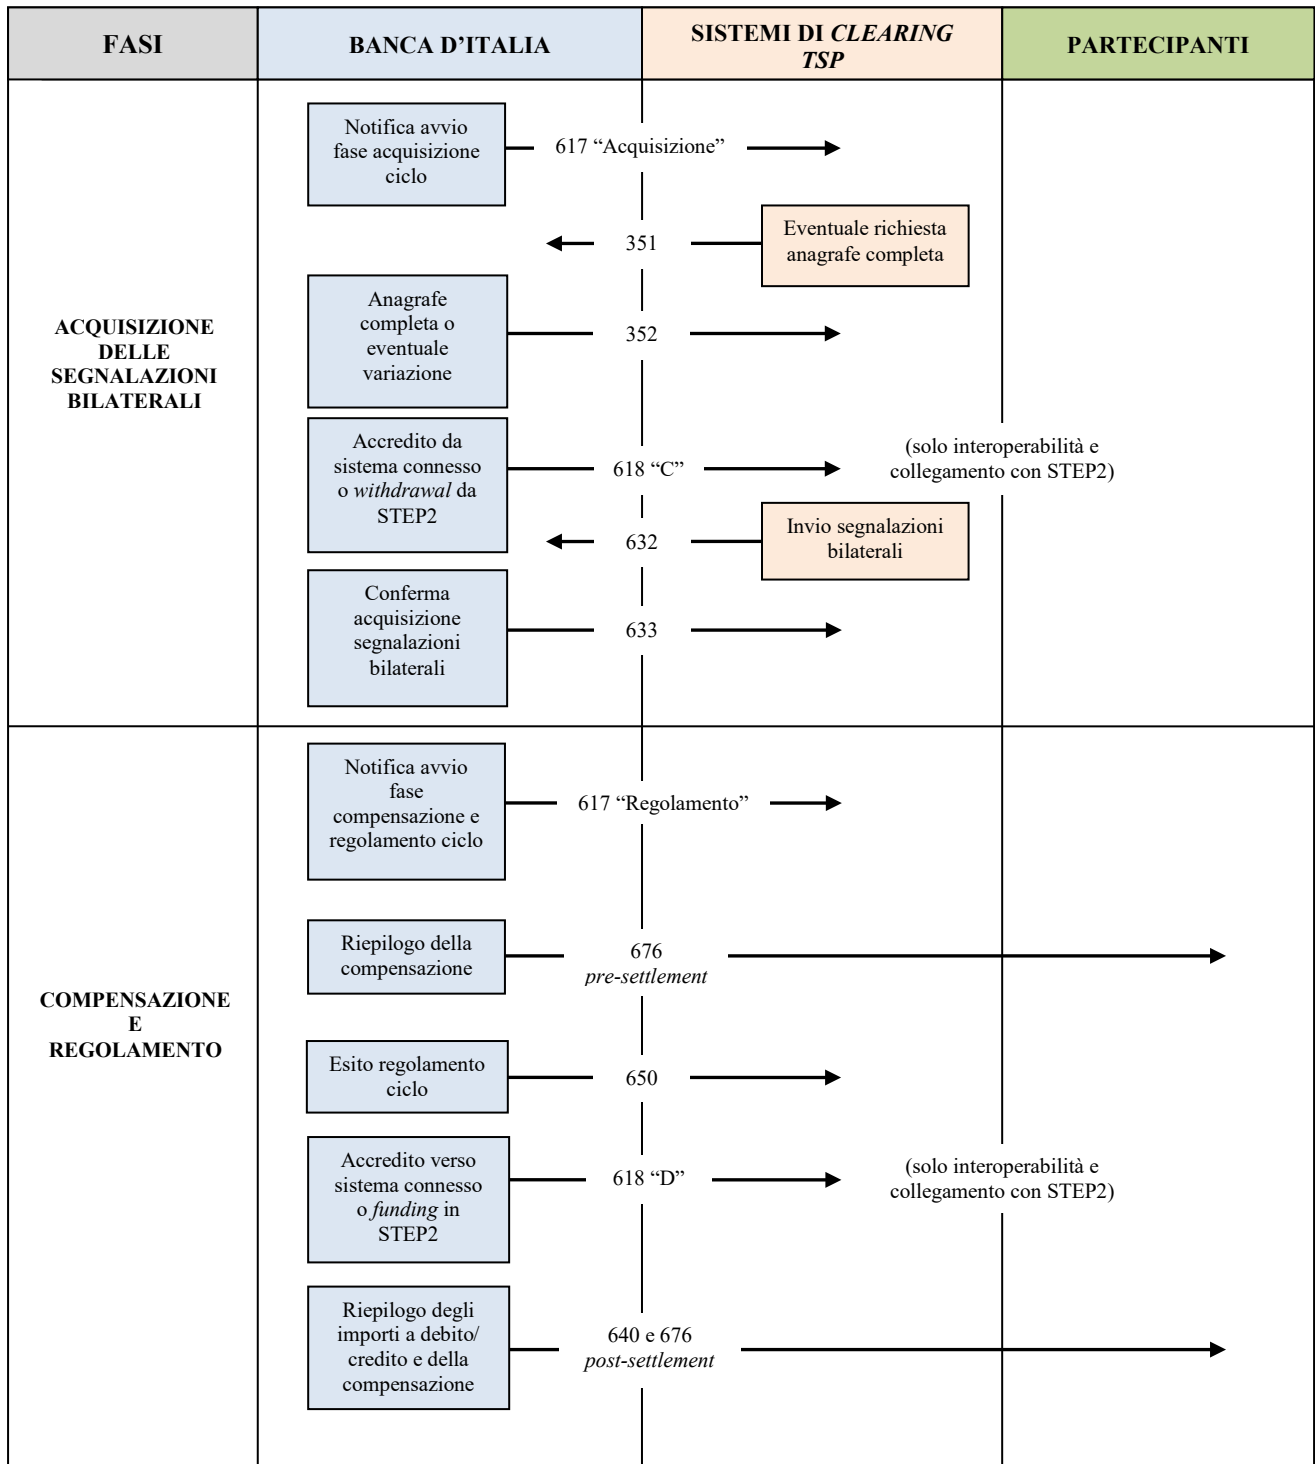 FASI
BANCA D’ITALIA
SISTEMI DI CLEARING
TSP
PARTECIPANTI
ACQUISIZIONE
DELLE
SEGNALAZIONI
BILATERALI
Notifica avvio
fase acquisizione
ciclo
617 “Acquisizione”
351
Eventuale richiesta
anagrafe completa
Anagrafe
completa o
eventuale
variazione
352
Accredito da
sistema connesso
o withdrawal da
STEP2
618 “C”
(solo interoperabilità e
collegamento con STEP2)
632
Invio segnalazioni
bilaterali
Conferma
acquisizione
segnalazioni
bilaterali
633
COMPENSAZIONE
E
REGOLAMENTO
Notifica avvio
fase
compensazione e
regolamento ciclo
617 “Regolamento”
Riepilogo della
compensazione
676
pre-settlement
Esito regolamento
ciclo
650
Accredito verso
sistema connesso
o funding in
STEP2
618 “D”
(solo interoperabilità e
collegamento con STEP2)
Riepilogo degli
importi a debito/
credito e della
compensazione
640 e 676
post-settlement